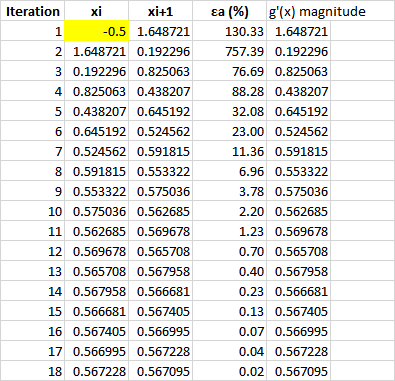 Iteration xi xi+1 εa (%) g'(x) magnitude
1 -0.5 1.648721 130.33 1.648721
2 1.648721 0.192296 757.39 0.192296
3 0.192296 0.825063 76.69 0.825063
4 0.825063 0.438207 88.28 0.438207
5 0.438207 0.645192 32.08 0.645192
6 0.645192 0.524562 23.00 0.524562
7 0.524562 0.591815 11.36 0.591815
8 0.591815 0.553322 6.96 0.553322
9 0.553322 0.575036 3.78 0.575036
10 0.575036 0.562685 2.20 0.562685
11 0.562685 0.569678 1.23 0.569678
12 0.569678 0.565708 0.70 0.565708
13 0.565708 0.567958 0.40 0.567958
14 0.567958 0.566681 0.23 0.566681
15 0.566681 0.567405 0.13 0.567405
16 0.567405 0.566995 0.07 0.566995
17 0.566995 0.567228 0.04 0.567228
18 0.567228 0.567095 0.02 0.567095